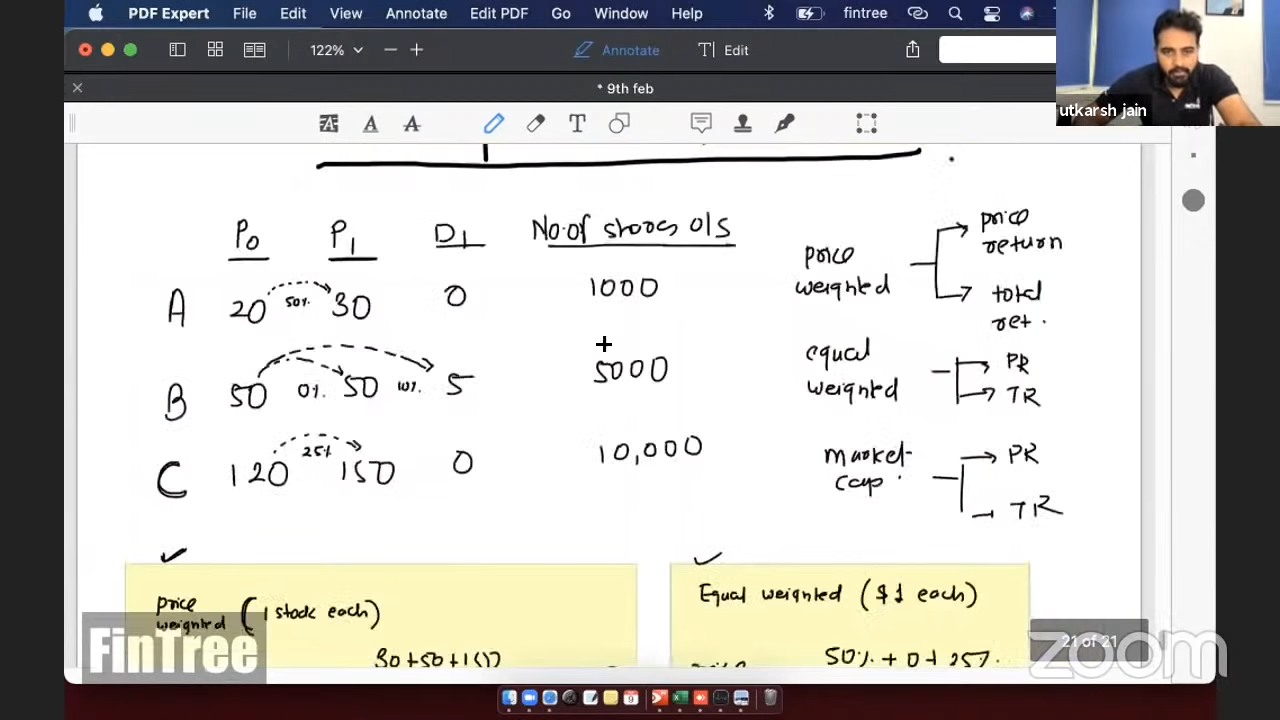 PDF Expert File Edit View Annotate Edit PDF Go Window Help fintree
122% Annotate T Edit
* 9th feb
utkarsh jain
P0 P1 D1 No.of shares o/s
A 20 50%. 30 0 1000
B 50 0%. 50 10%. 5 5000
C 120 25% 150 0 10,000
price weighted
price return
total ret.
equal weighted
PR
TR
market cap.
PR
TR
price weighted (1 stock each)
30+50+150
Equal weighted ($1 each)
50%+0+25%
FinTree
21 of 21
zoom